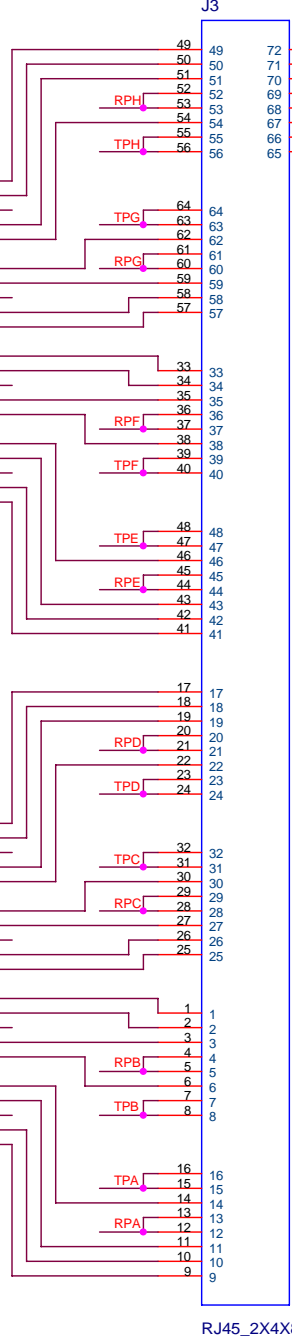 J3
49 49 72
50 50 71
51 51 70
52 52 69
RPH 53 53 68
54 54 67
55 55 66
TPH 56 56 65
64 64
TPG 63 63
62 62
61 61
RPG 60 60
59 59
58 58
57 57
33 33
34 34
35 35
36 36
RPF 37 37
38 38
39 39
TPF 40 40
48 48
TPE 47 47
46 46
45 45
RPE 44 44
43 43
42 42
41 41
17 17
18 18
19 19
20 20
RPD 21 21
22 22
23 23
TPD 24 24
32 32
TPC 31 31
30 30
29 29
RPC 28 28
27 27
26 26
25 25
1 1
2 2
3 3
4 4
RPB 5 5
6 6
7 7
TPB 8 8
16 16
TPA 15 15
14 14
13 13
RPA 12 12
11 11
10 10
9 9
RJ45_2X4X8